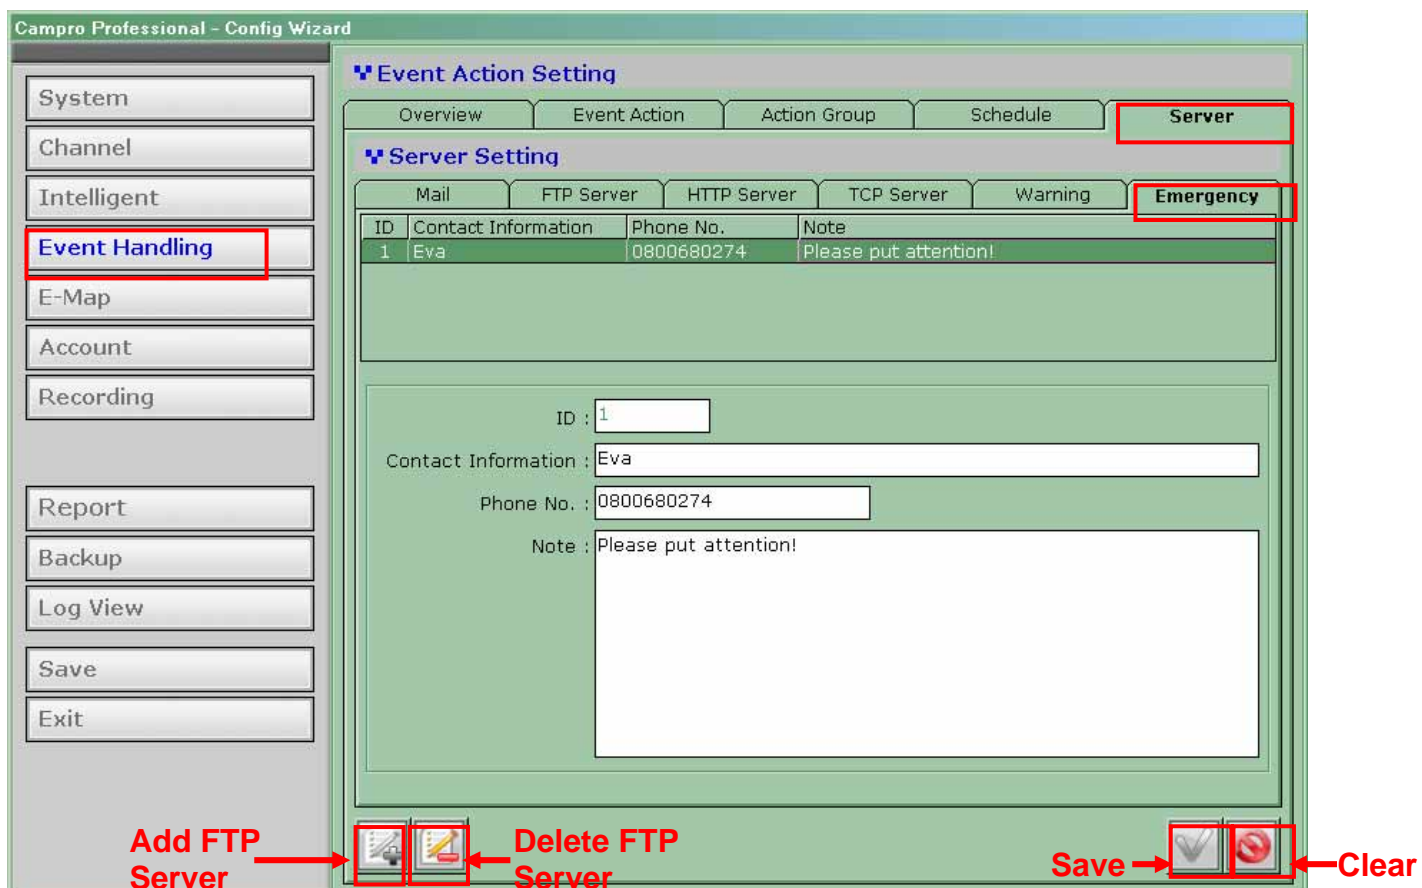 Campro Professional - Config Wizard
System
Channel
Intelligent
Event Handling
E-Map
Account
Recording
Report
Backup
Log View
Save
Exit
Event Action Setting
Overview Event Action Action Group Schedule Server
Server Setting
Mail FTP Server HTTP Server TCP Server Warning Emergency
ID Contact Information Phone No. Note
1 Eva 0800680274 Please put attention!
ID : 1
Contact Information : Eva
Phone No. : 0800680274
Note : Please put attention!
Add FTP
Server
Delete FTP
Server
Save
Clear